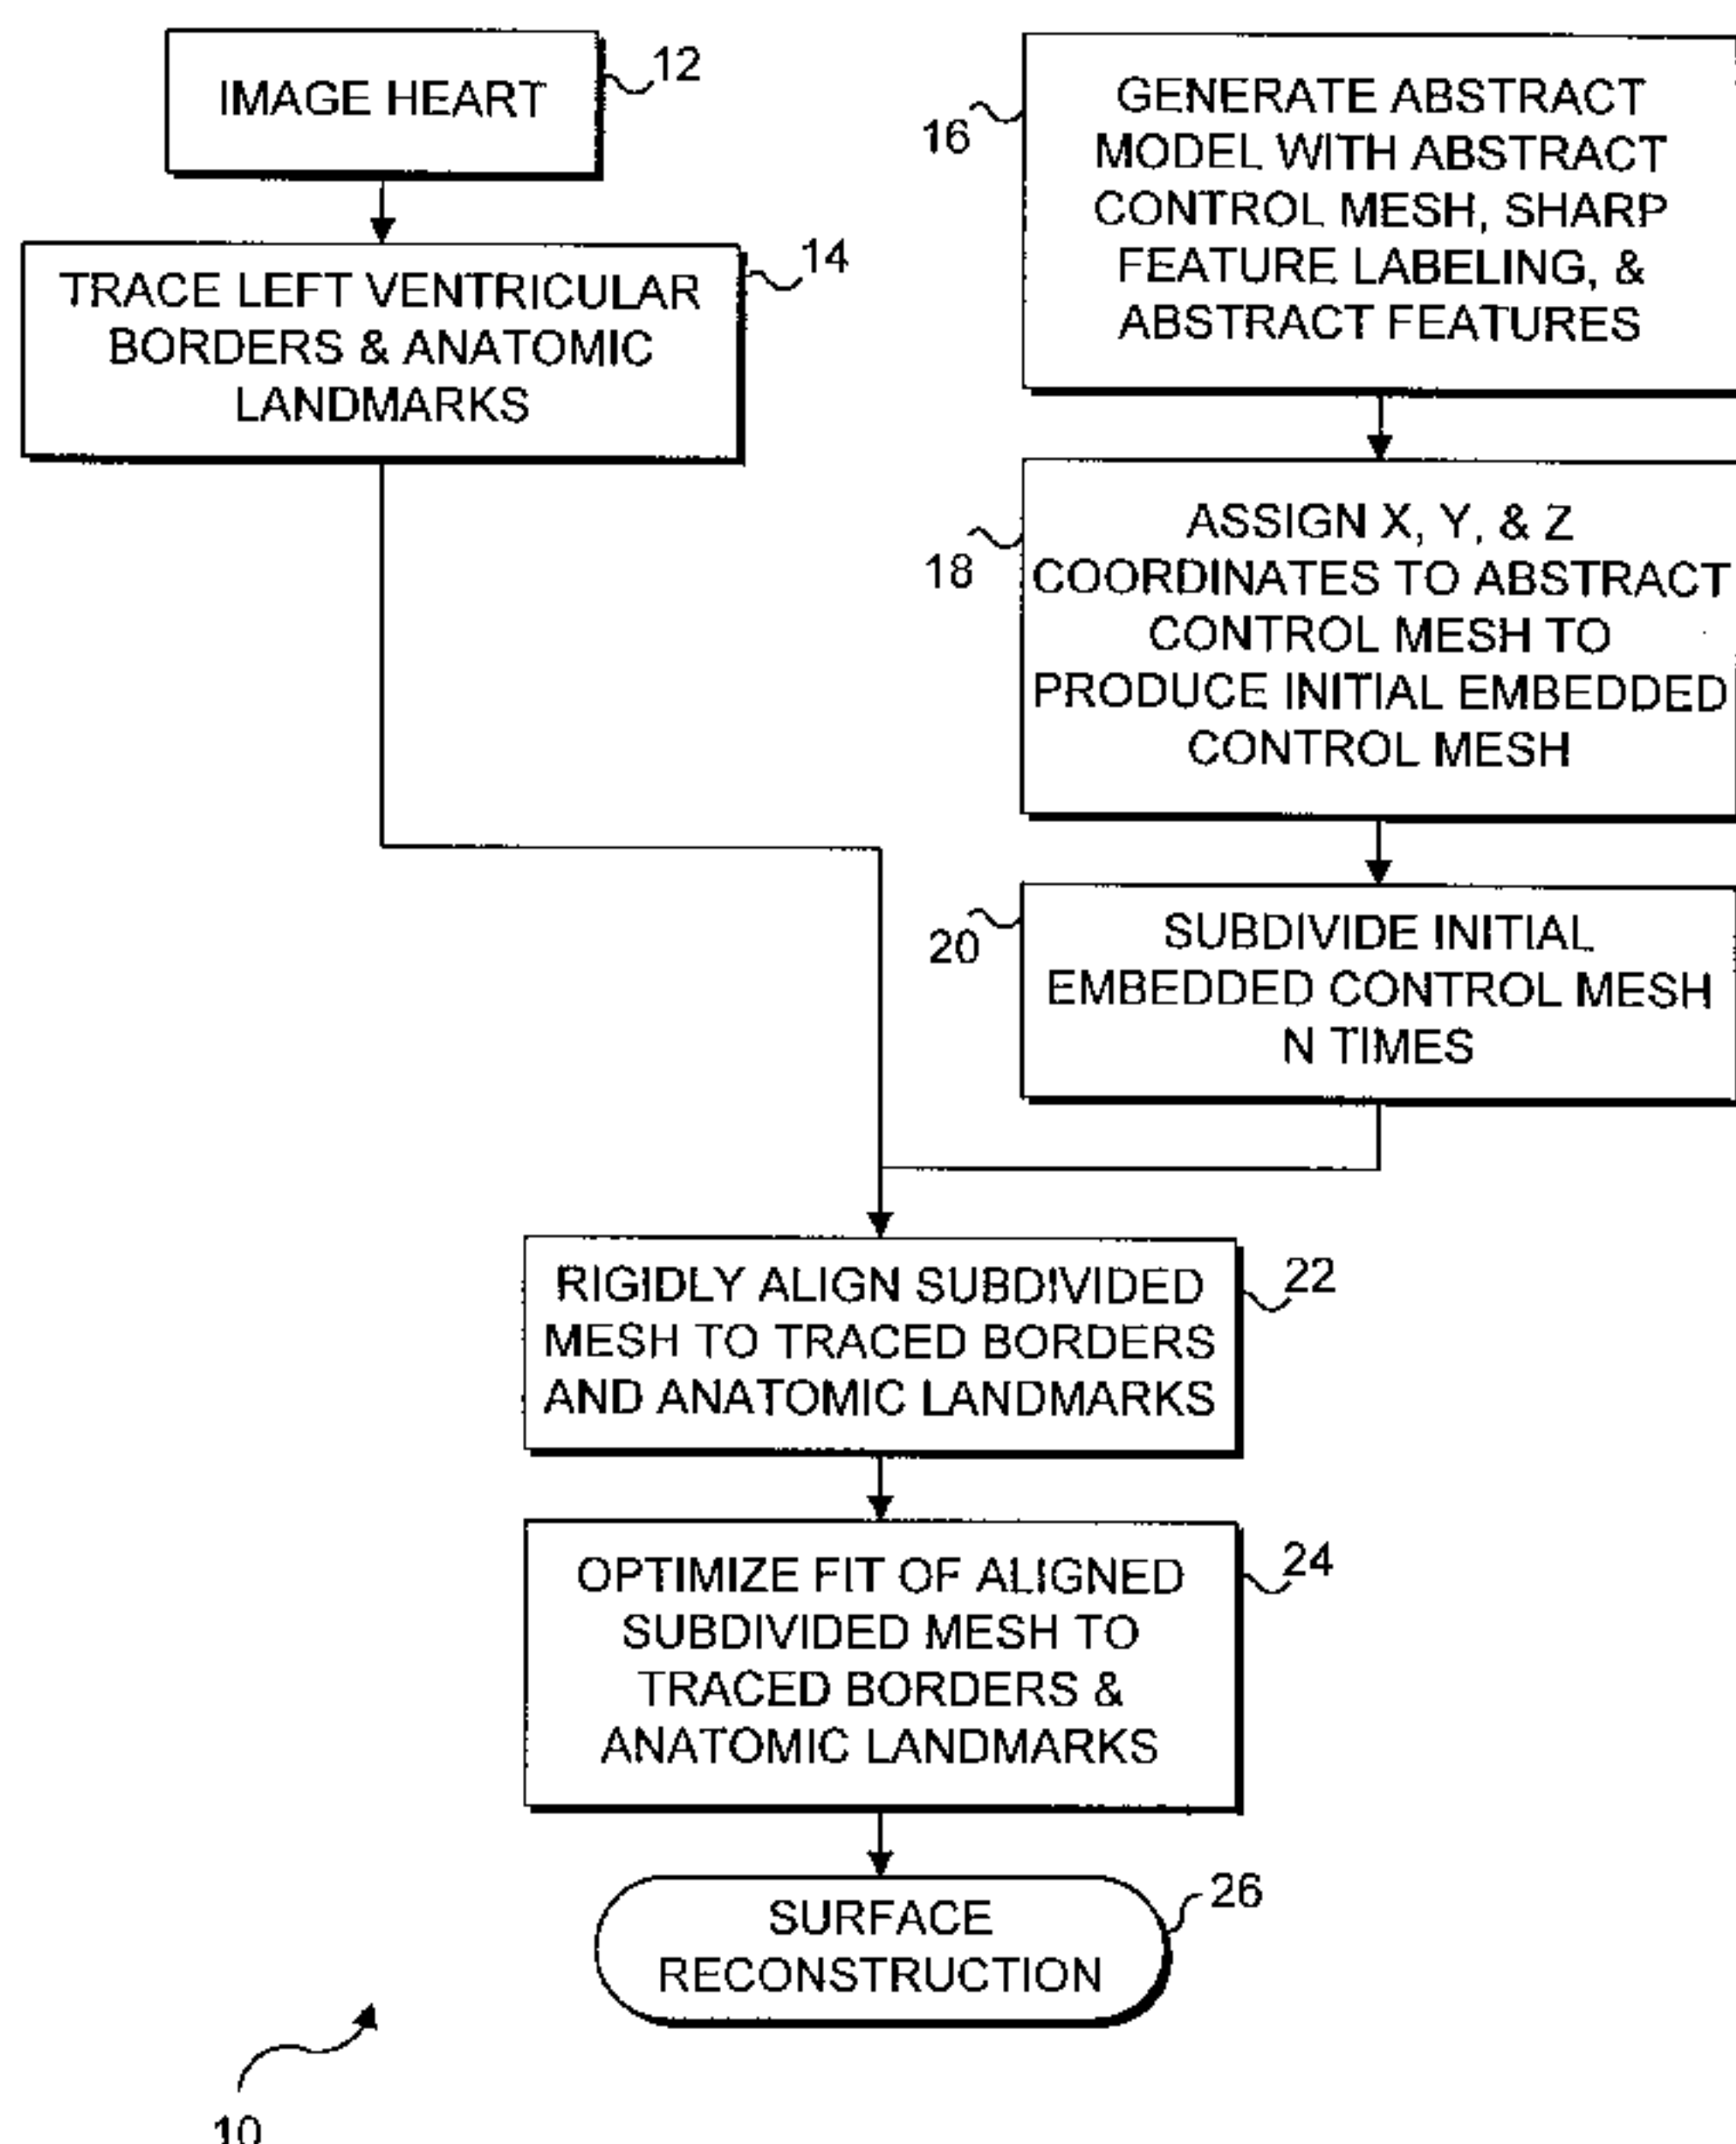 IMAGE HEART
12
TRACE LEFT VENTRICULAR
BORDERS & ANATOMIC
LANDMARKS
14
16
GENERATE ABSTRACT
MODEL WITH ABSTRACT
CONTROL MESH, SHARP
FEATURE LABELING, &
ABSTRACT FEATURES
18
ASSIGN X, Y, & Z
COORDINATES TO ABSTRACT
CONTROL MESH TO
PRODUCE INITIAL EMBEDDED
CONTROL MESH
20
SUBDIVIDE INITIAL
EMBEDDED CONTROL MESH
N TIMES
RIGIDLY ALIGN SUBDIVIDED
MESH TO TRACED BORDERS
AND ANATOMIC LANDMARKS
22
OPTIMIZE FIT OF ALIGNED
SUBDIVIDED MESH TO
TRACED BORDERS &
ANATOMIC LANDMARKS
24
SURFACE
RECONSTRUCTION
26
10